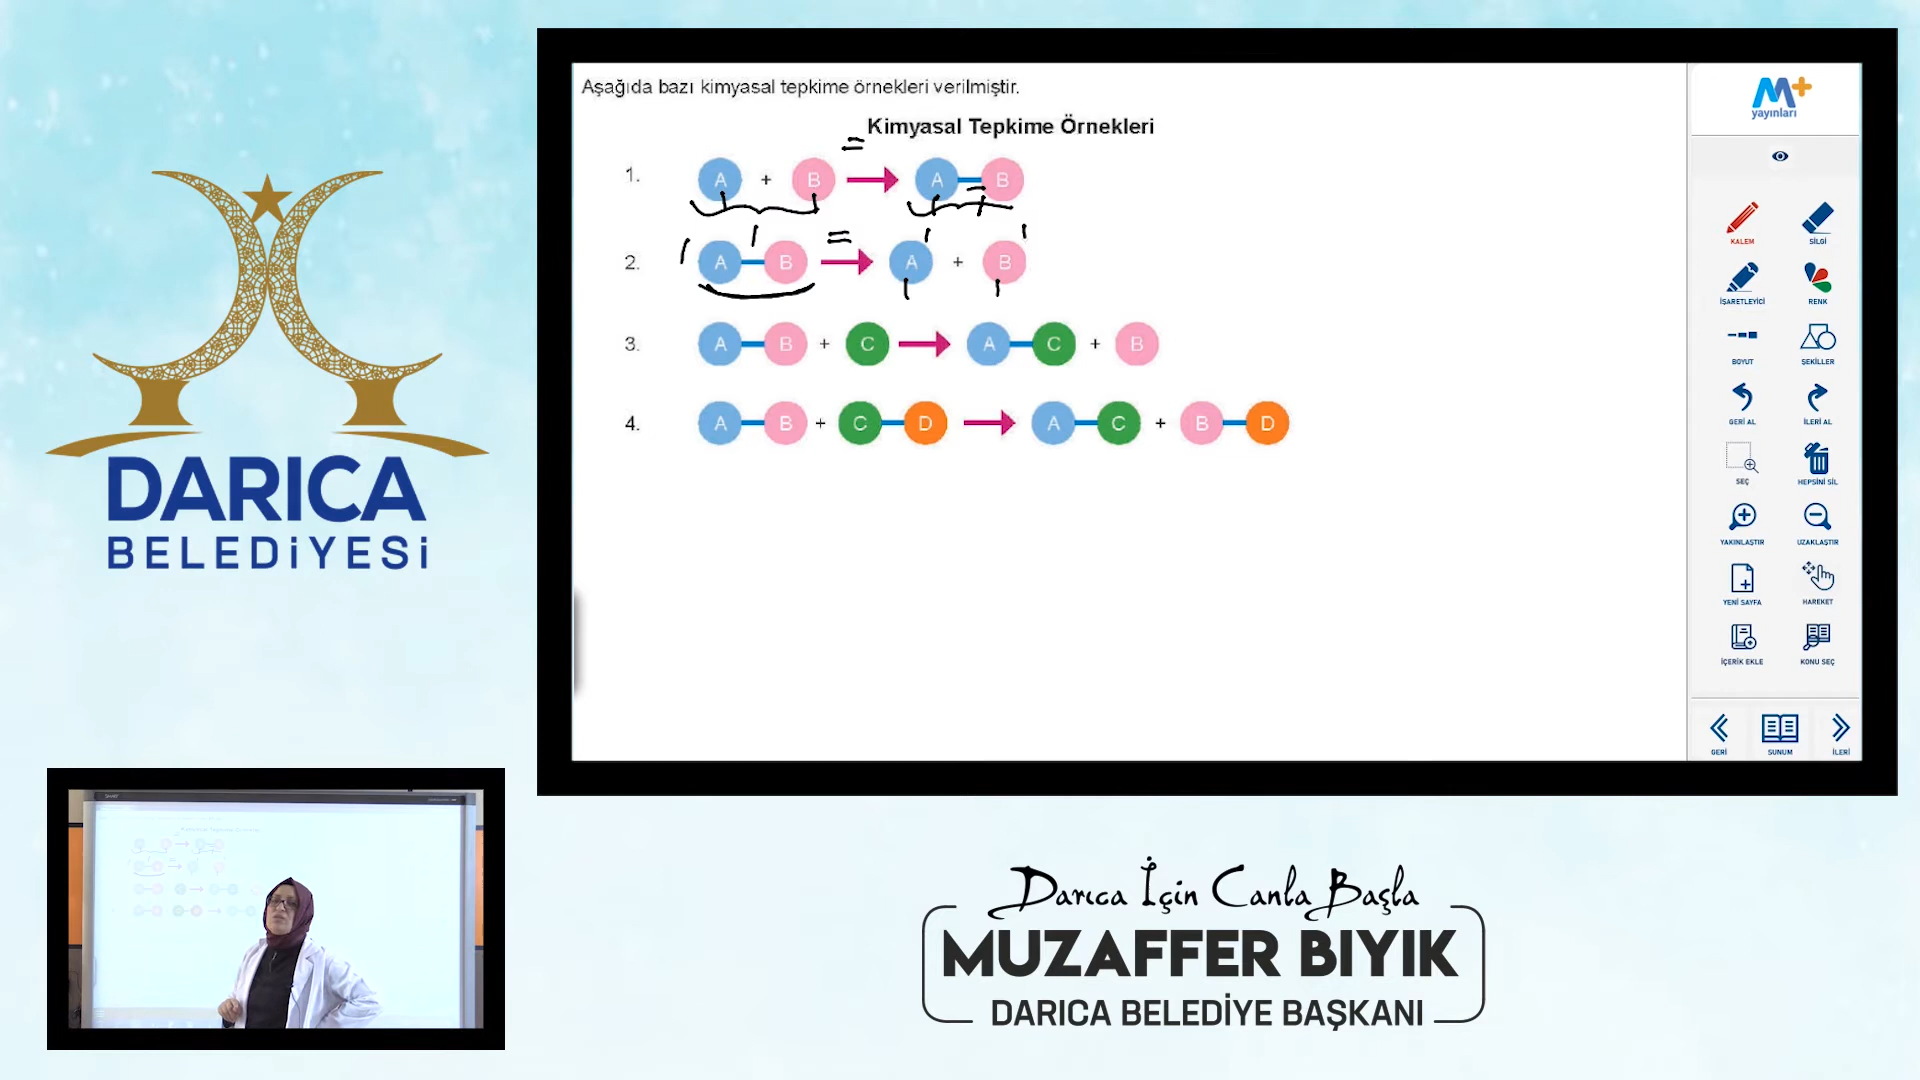 Aşağıda bazı kimyasal tepkime örnekleri verilmiştir.
Kimyasal Tepkime Örnekleri
=
1. A + B → A B
2. A B = → A + B
3. A B + C → A C + B
4. A B + C D → A C + B D
M+
yayınları
KALEM SİLGİ
İŞARETLEYİCİ RENK
BOYUT ŞEKİLLER
GERİ AL İLERİ AL
SEÇ HEPSİNİ SİL
YAKINLAŞTIR UZAKLAŞTIR
YENİ SAYFA HAREKET
İÇERİK EKLE KONU SEÇ
GERİ SUNUM İLERİ
DARICA
BELEDİYESİ
Darıca İçin Canla Başla
MUZAFFER BIYIK
DARICA BELEDİYE BAŞKANI